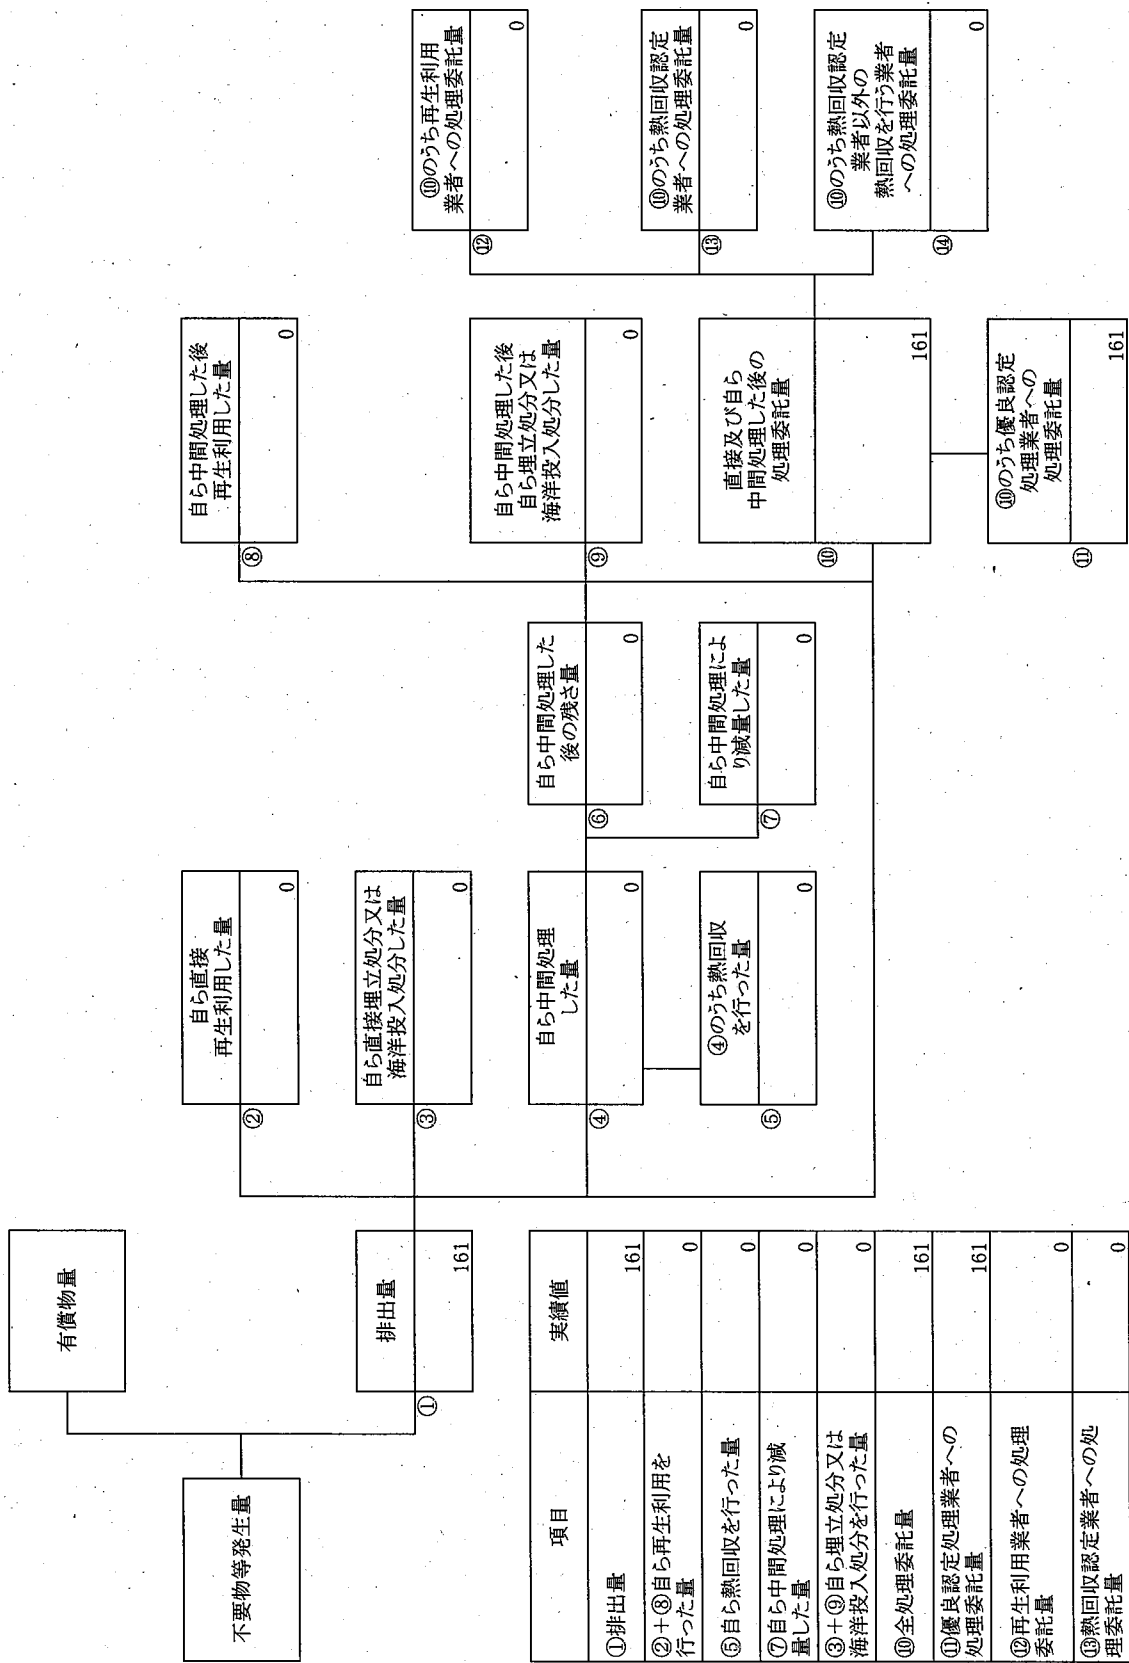 不要物等発生量
有償物量
①
排出量
161
②
自ら直接
再生利用した量
0
③
自ら直接埋立処分又は
海洋投入処分した量
0
④
自ら中間処理
した量
0
⑤
④のうち熱回収
を行った量
0
⑥
自ら中間処理した
後の残さ量
0
⑦
自ら中間処理によ
り減量した量
0
⑧
自ら中間処理した後
再生利用した量
0
⑨
自ら中間処理した後
自ら埋立処分又は
海洋投入処分した量
0
⑩
直接及び自ら
中間処理した後の
処理委託量
161
⑪
⑩のうち優良認定
処理業者への
処理委託量
161
⑫
⑩のうち再生利用
業者への処理委託量
0
⑬
⑩のうち熱回収認定
業者への処理委託量
0
⑭
⑩のうち熱回収認定
業者以外の
熱回収を行う業者
への処理委託量
0
項目 実績値
①排出量 161
②+⑧自ら再生利用を
行った量 0
⑤自ら熱回収を行った量 0
⑦自ら中間処理により減
量した量 0
③+⑨自ら埋立処分又は
海洋投入処分を行った量 0
⑩全処理委託量 161
⑪優良認定処理業者への
処理委託量 161
⑫再生利用業者への処理
委託量 0
⑬熱回収認定業者への処
理委託量 0